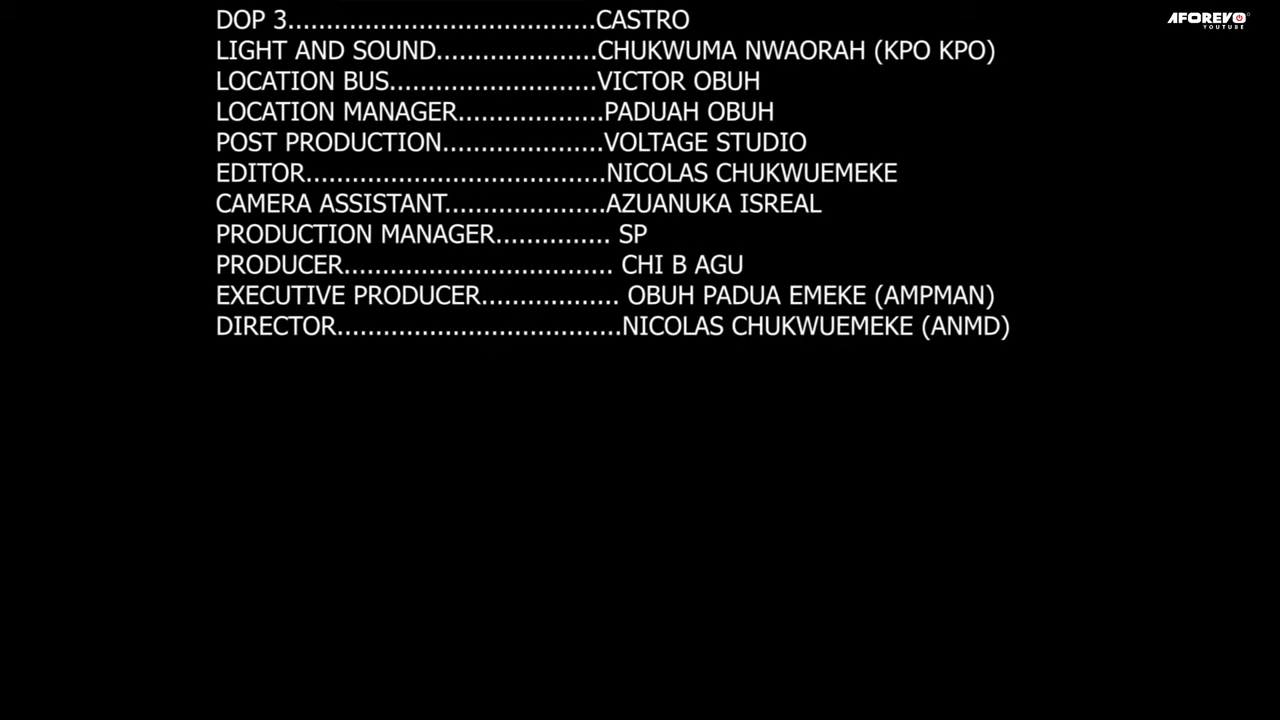 DOP 3........................................CASTRO
LIGHT AND SOUND.....................CHUKWUMA NWAORAH (KPO KPO)
LOCATION BUS...........................VICTOR OBUH
LOCATION MANAGER...................PADUAH OBUH
POST PRODUCTION.....................VOLTAGE STUDIO
EDITOR.......................................NICOLAS CHUKWUEMEKE
CAMERA ASSISTANT.....................AZUANUKA ISREAL
PRODUCTION MANAGER............... SP
PRODUCER................................... CHI B AGU
EXECUTIVE PRODUCER.................. OBUH PADUA EMEKE (AMPMAN)
DIRECTOR.....................................NICOLAS CHUKWUEMEKE (ANMD)
AFOREVO
YOUTUBE